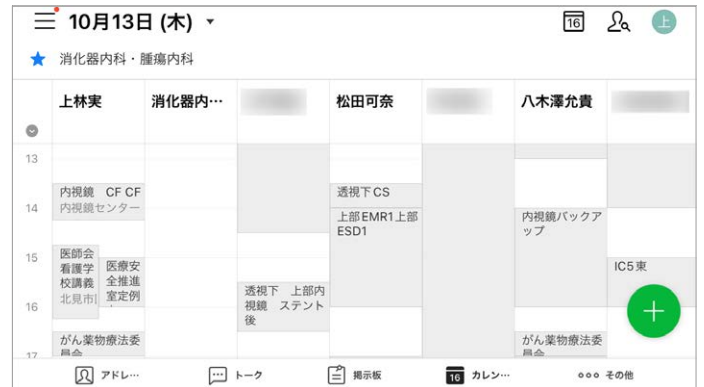 10月13日 (木) ▼
16
上
消化器内科・腫瘍内科
上林実
消化器内…
松田可奈
八木澤允貴
13
14
15
16
17
内視鏡 CF CF
内視鏡センター
医師会
看護学
校講義
北見市
医療安
全推進
室定例
がん薬物療法委
員会
透視下 上部内
視鏡 ステント
後
透視下CS
上部EMR1上部
ESD1
内視鏡バックア
ップ
がん薬物療法委
員会
IC5東
アドレ…
トーク
掲示板
16 カレン…
その他